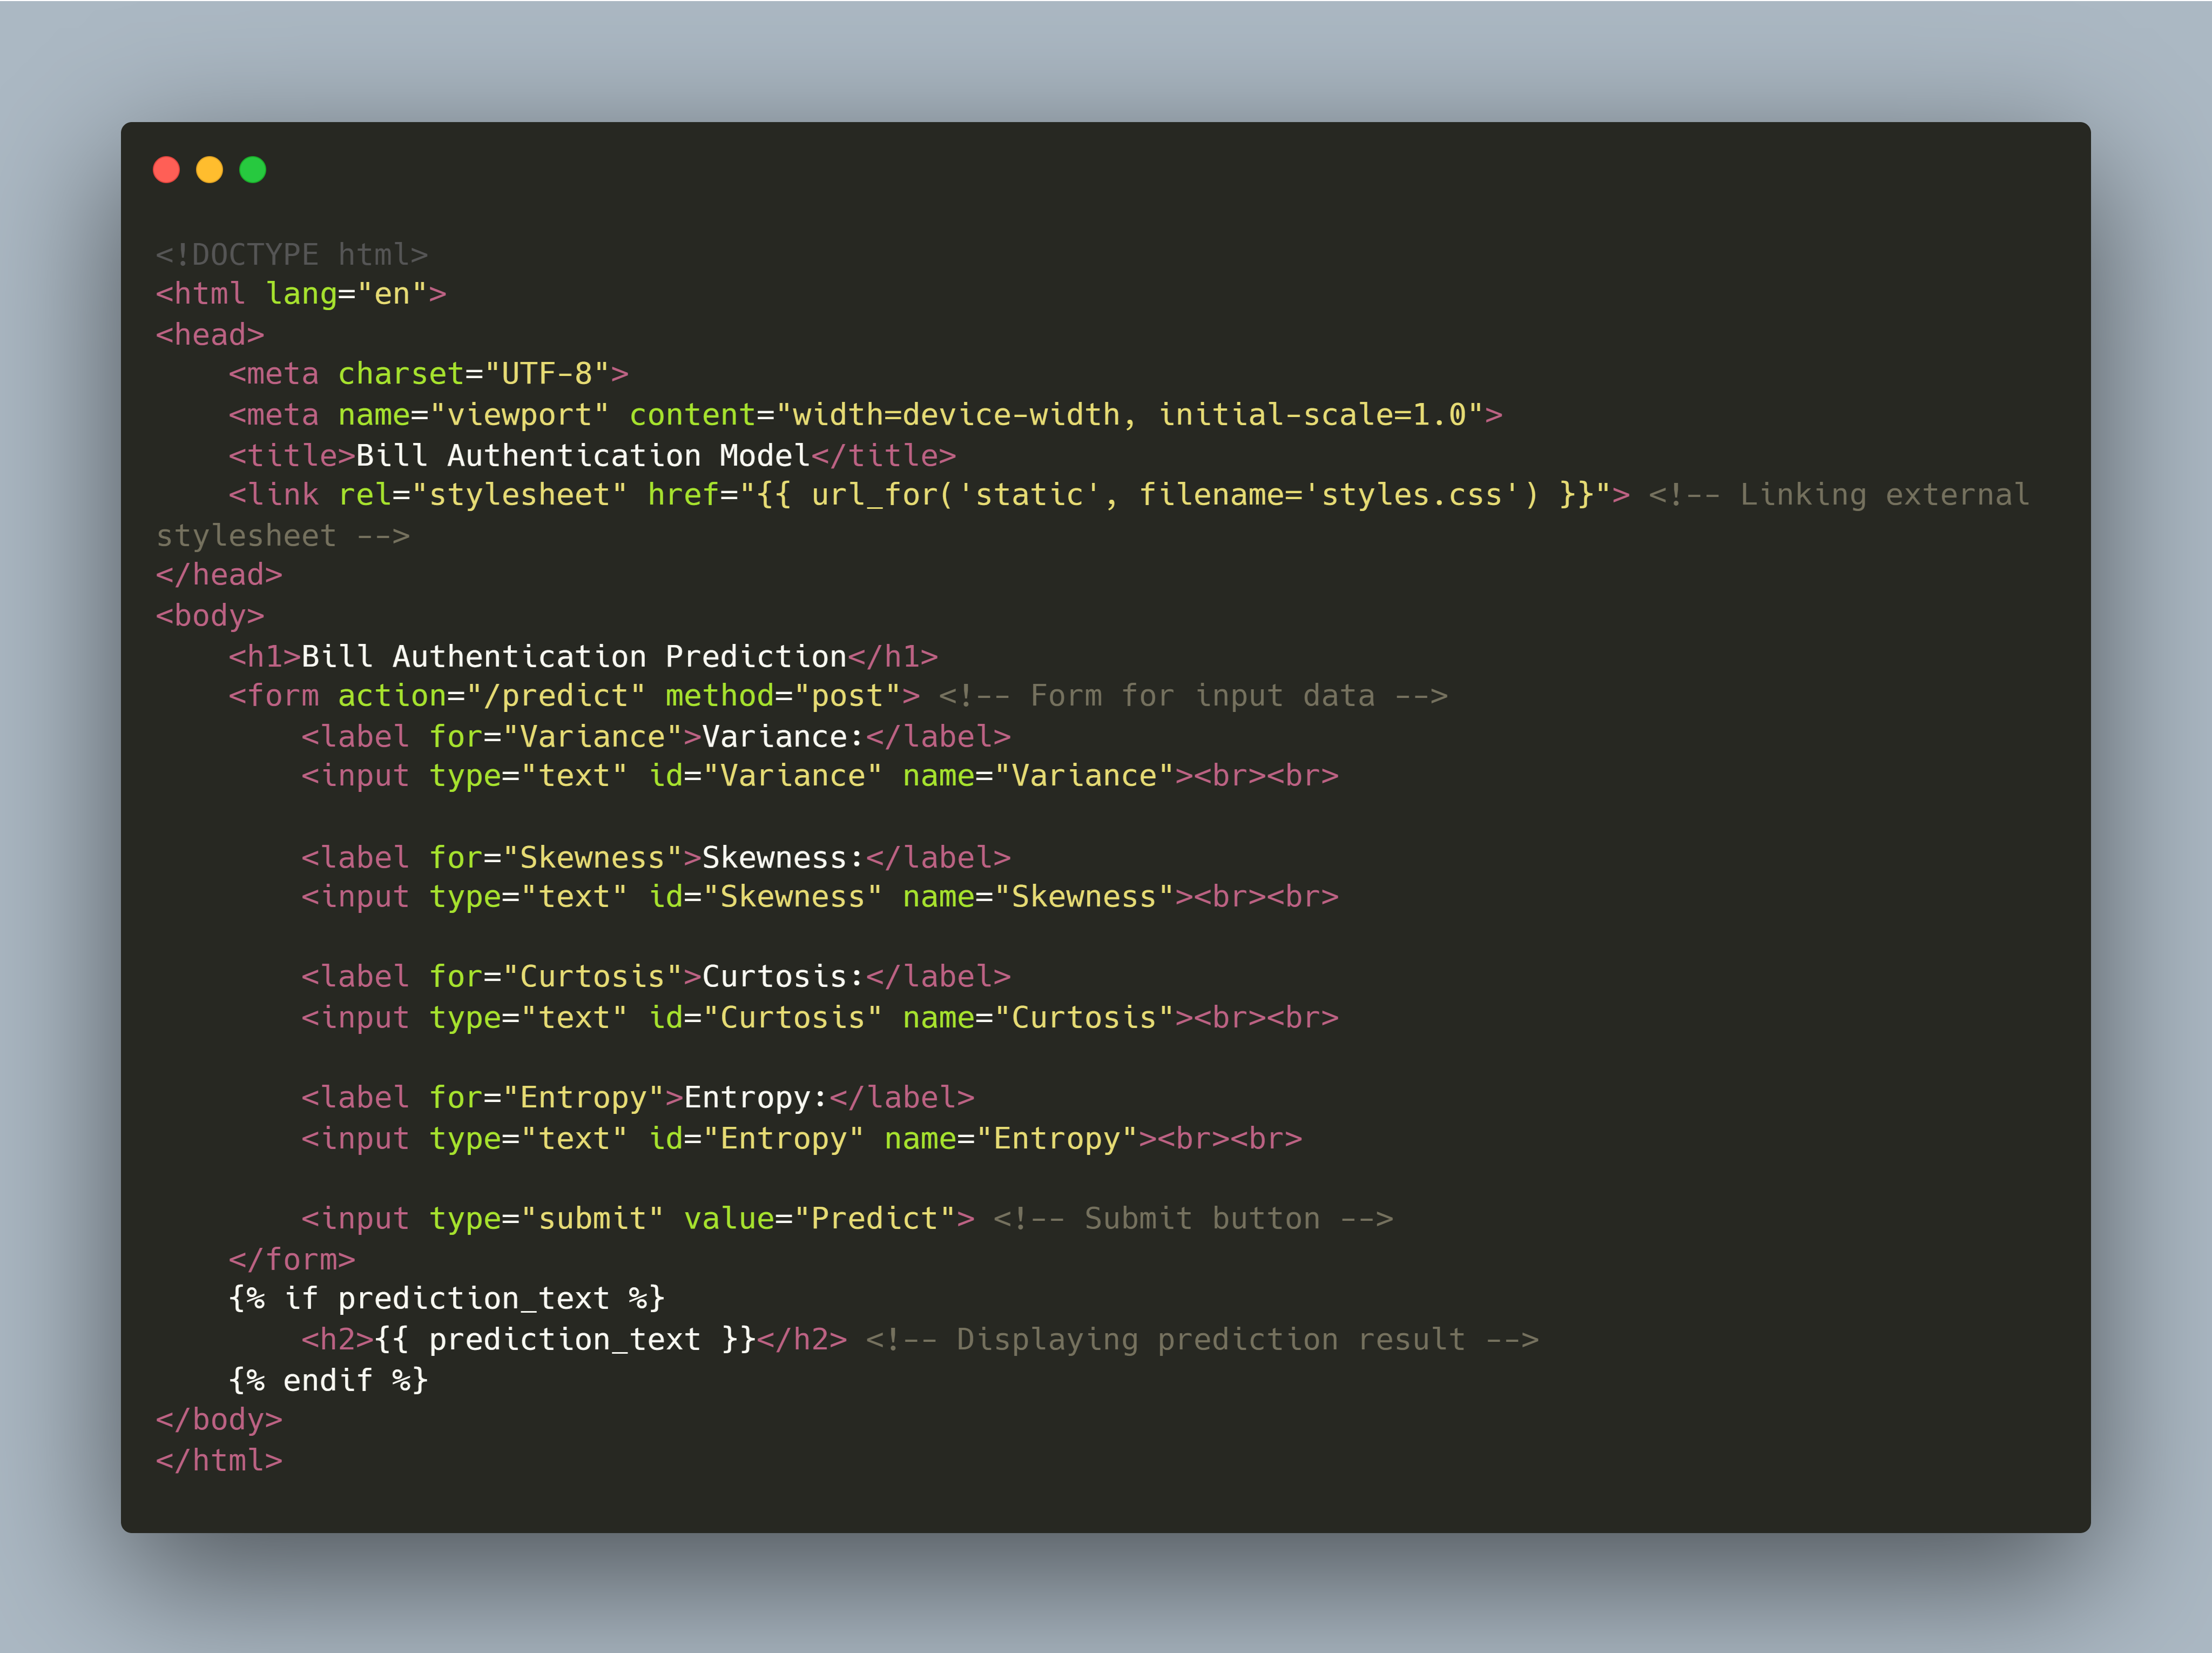 <!DOCTYPE html>
<html lang="en">
<head>
    <meta charset="UTF-8">
    <meta name="viewport" content="width=device-width, initial-scale=1.0">
    <title>Bill Authentication Model</title>
    <link rel="stylesheet" href="{{ url_for('static', filename='styles.css') }}"> <!-- Linking external
stylesheet -->
</head>
<body>
    <h1>Bill Authentication Prediction</h1>
    <form action="/predict" method="post"> <!-- Form for input data -->
        <label for="Variance">Variance:</label>
        <input type="text" id="Variance" name="Variance"><br><br>

        <label for="Skewness">Skewness:</label>
        <input type="text" id="Skewness" name="Skewness"><br><br>

        <label for="Curtosis">Curtosis:</label>
        <input type="text" id="Curtosis" name="Curtosis"><br><br>

        <label for="Entropy">Entropy:</label>
        <input type="text" id="Entropy" name="Entropy"><br><br>

        <input type="submit" value="Predict"> <!-- Submit button -->
    </form>
    {% if prediction_text %}
        <h2>{{ prediction_text }}</h2> <!-- Displaying prediction result -->
    {% endif %}
</body>
</html>